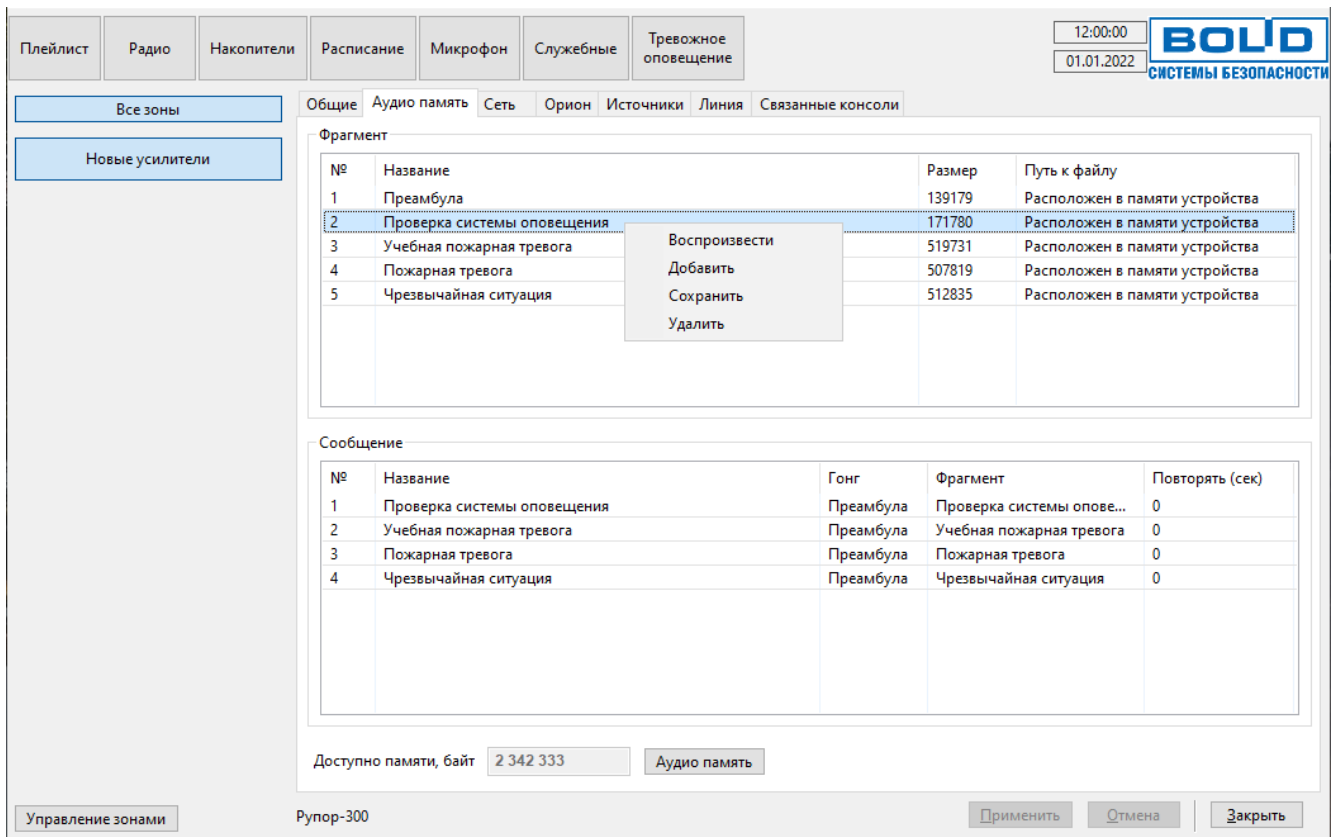 Плейлист Радио Накопители Расписание Микрофон Служебные Тревожное оповещение 12:00:00
01.01.2022
BOLID
СИСТЕМЫ БЕЗОПАСНОСТИ
Все зоны
Новые усилители
Общие Аудио память Сеть Орион Источники Линия Связанные консоли
Фрагмент
№ Название Размер Путь к файлу
1 Преамбула 139179 Расположен в памяти устройства
2 Проверка системы оповещения 171780 Расположен в памяти устройства
3 Учебная пожарная тревога 519731 Расположен в памяти устройства
4 Пожарная тревога 507819 Расположен в памяти устройства
5 Чрезвычайная ситуация 512835 Расположен в памяти устройства
Воспроизвести
Добавить
Сохранить
Удалить
Сообщение
№ Название Гонг Фрагмент Повторять (сек)
1 Проверка системы оповещения Преамбула Проверка системы опове... 0
2 Учебная пожарная тревога Преамбула Учебная пожарная тревога 0
3 Пожарная тревога Преамбула Пожарная тревога 0
4 Чрезвычайная ситуация Преамбула Чрезвычайная ситуация 0
Доступно памяти, байт 2 342 333 Аудио память
Управление зонами Рупор-300 Применить Отмена Закрыть